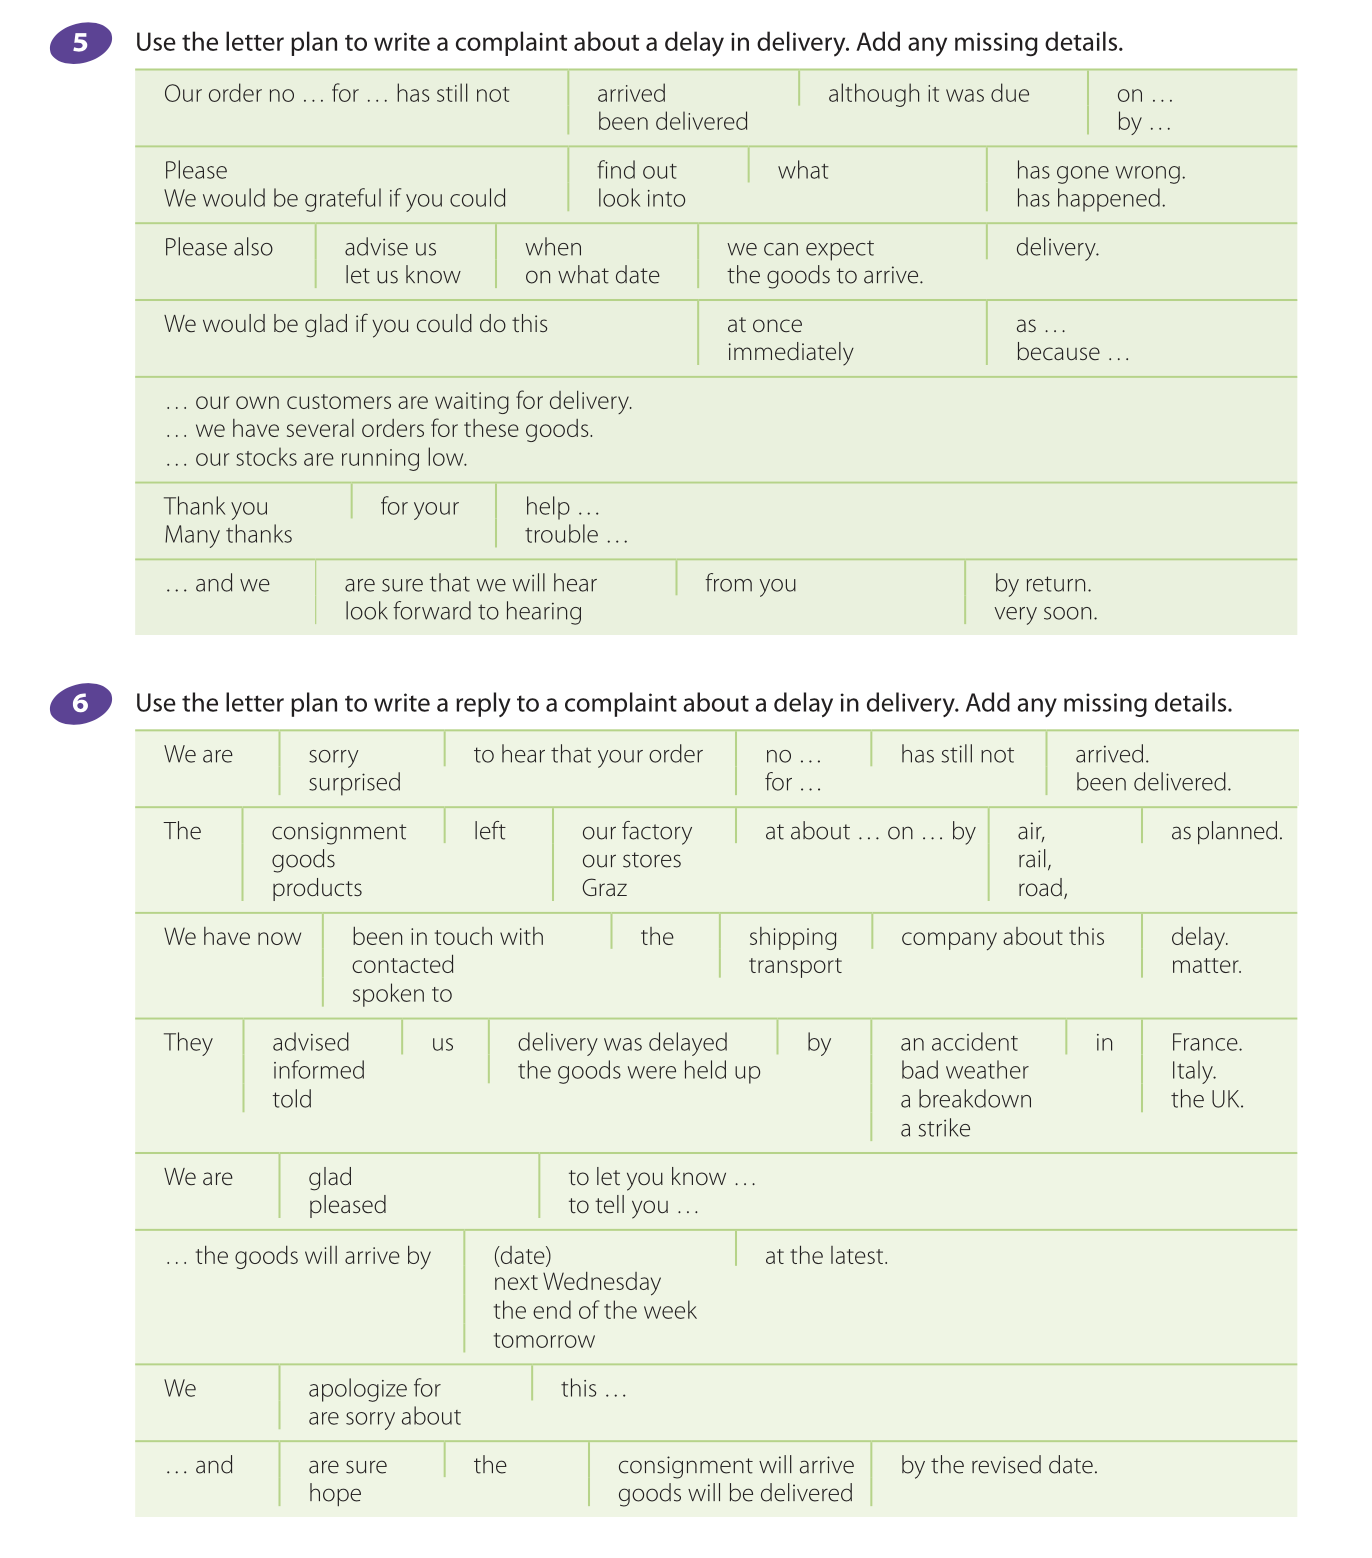 5 Use the letter plan to write a complaint about a delay in delivery. Add any missing details.
Our order no … for … has still not arrived although it was due on …
been delivered by …
Please find out what has gone wrong.
We would be grateful if you could look into has happened.
Please also advise us when we can expect delivery.
let us know on what date the goods to arrive.
We would be glad if you could do this at once as …
immediately because …
… our own customers are waiting for delivery.
… we have several orders for these goods.
… our stocks are running low.
Thank you for your help …
Many thanks trouble …
… and we are sure that we will hear from you by return.
look forward to hearing very soon.
6 Use the letter plan to write a reply to a complaint about a delay in delivery. Add any missing details.
We are sorry to hear that your order no … has still not arrived.
surprised for … been delivered.
The consignment left our factory at about … on … by air, as planned.
goods our stores rail,
products Graz road,
We have now been in touch with the shipping company about this delay.
contacted transport matter.
spoken to
They advised us delivery was delayed by an accident in France.
informed the goods were held up bad weather Italy.
told a breakdown the UK.
a strike
We are glad to let you know …
pleased to tell you …
… the goods will arrive by (date) at the latest.
next Wednesday
the end of the week
tomorrow
We apologize for this …
are sorry about
… and are sure the consignment will arrive by the revised date.
hope goods will be delivered